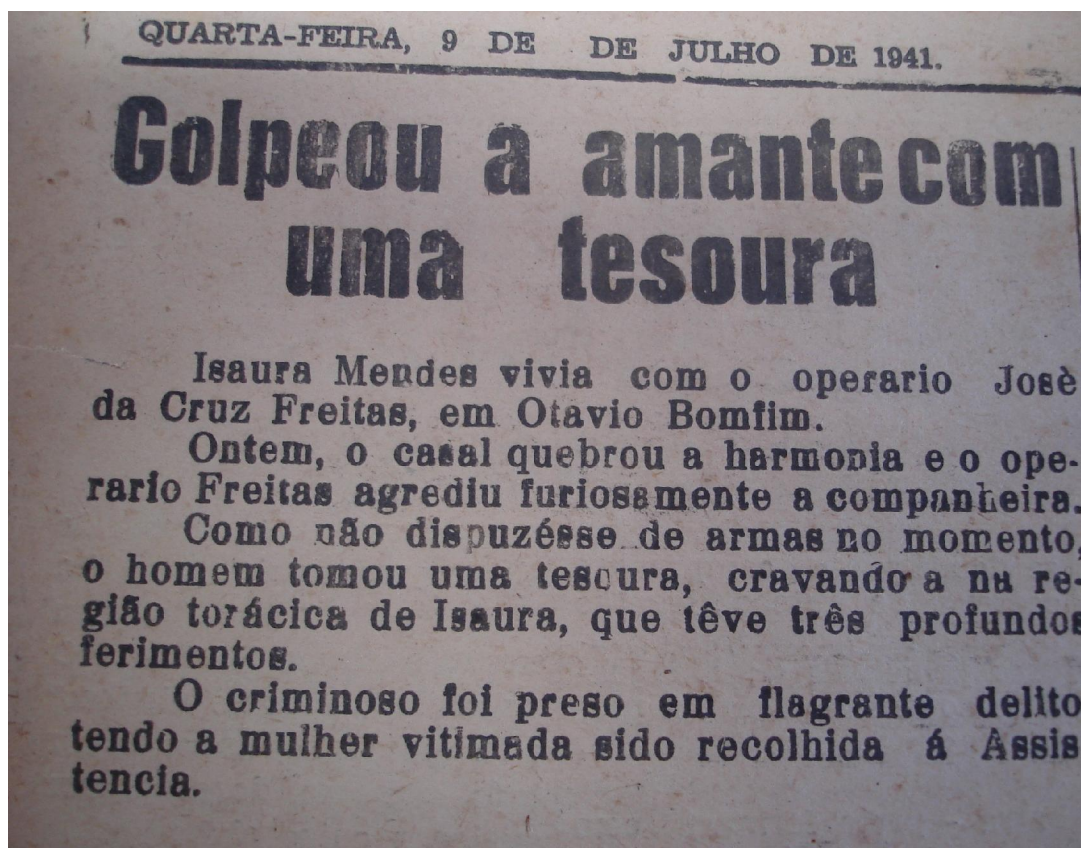 QUARTA-FEIRA, 9 DE DE JULHO DE 1941.
Golpeou a amante com
uma tesoura
Isaura Mendes vivia com o operario Josè
da Cruz Freitas, em Otavio Bomfim.
Ontem, o casal quebrou a harmonia e o ope-
rario Freitas agrediu furiosamente a companheira.
Como não dispuzésse de armas no momento,
o homem tomou uma tesoura, cravando a na re-
gião torácica de Isaura, que têve três profundos
ferimentos.
O criminoso foi preso em flagrante delito
tendo a mulher vitimada sido recolhida á Assis
tencia.